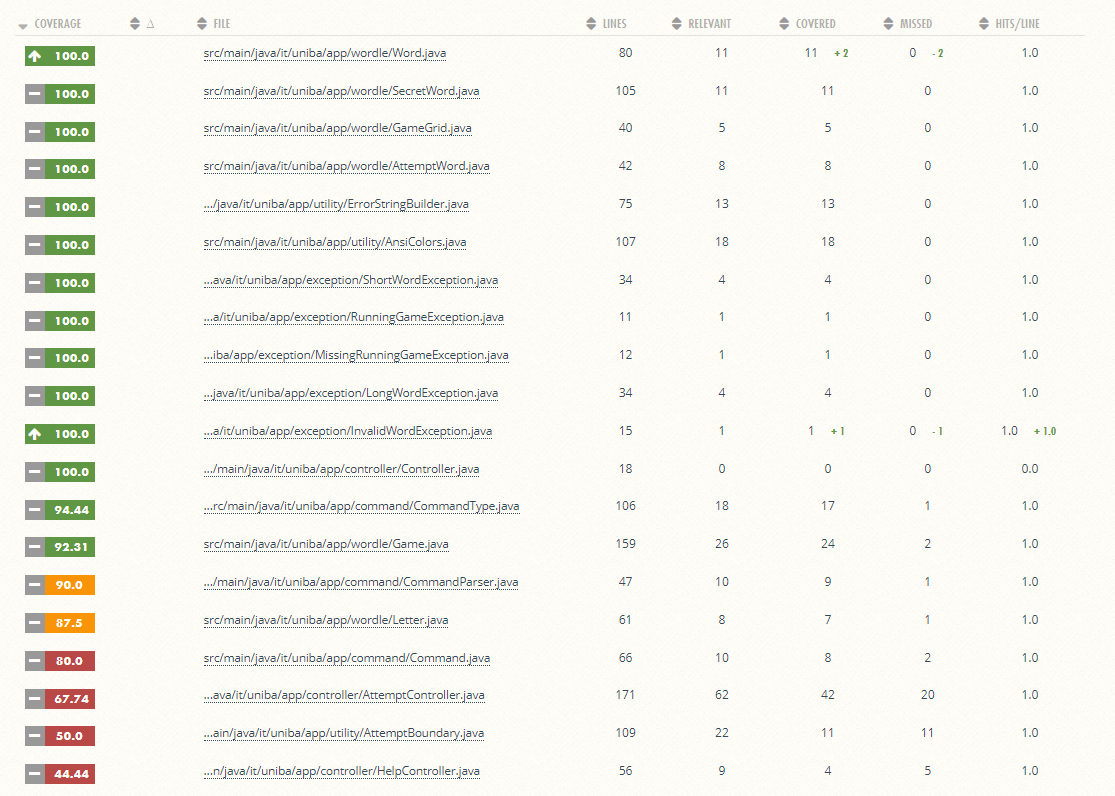 COVERAGE Δ FILE LINES RELEVANT COVERED MISSED HITS/LINE
100.0 src/main/java/it/uniba/app/wordle/Word.java 80 11 11 + 2 0 - 2 1.0
100.0 src/main/java/it/uniba/app/wordle/SecretWord.java 105 11 11 0 1.0
100.0 src/main/java/it/uniba/app/wordle/GameGrid.java 40 5 5 0 1.0
100.0 src/main/java/it/uniba/app/wordle/AttemptWord.java 42 8 8 0 1.0
100.0 .../java/it/uniba/app/utility/ErrorStringBuilder.java 75 13 13 0 1.0
100.0 src/main/java/it/uniba/app/utility/AnsiColors.java 107 18 18 0 1.0
100.0 ...ava/it/uniba/app/exception/ShortWordException.java 34 4 4 0 1.0
100.0 ...a/it/uniba/app/exception/RunningGameException.java 11 1 1 0 1.0
100.0 ...iba/app/exception/MissingRunningGameException.java 12 1 1 0 1.0
100.0 ...java/it/uniba/app/exception/LongWordException.java 34 4 4 0 1.0
100.0 ...a/it/uniba/app/exception/InvalidWordException.java 15 1 1 + 1 0 - 1 1.0 + 1.0
100.0 .../main/java/it/uniba/app/controller/Controller.java 18 0 0 0 0.0
94.44 ...rc/main/java/it/uniba/app/command/CommandType.java 106 18 17 1 1.0
92.31 src/main/java/it/uniba/app/wordle/Game.java 159 26 24 2 1.0
90.0 .../main/java/it/uniba/app/command/CommandParser.java 47 10 9 1 1.0
87.5 src/main/java/it/uniba/app/wordle/Letter.java 61 8 7 1 1.0
80.0 src/main/java/it/uniba/app/command/Command.java 66 10 8 2 1.0
67.74 ...ava/it/uniba/app/controller/AttemptController.java 171 62 42 20 1.0
50.0 ...ain/java/it/uniba/app/utility/AttemptBoundary.java 109 22 11 11 1.0
44.44 ...n/java/it/uniba/app/controller/HelpController.java 56 9 4 5 1.0